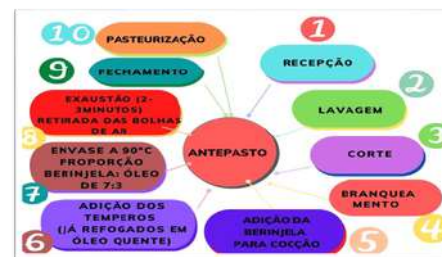 1
RECEPÇÃO
2
LAVAGEM
3
CORTE
4
BRANQUEA
MENTO
5
ADIÇÃO DA
BERINJELA
PARA COCÇÃO
6
ADIÇÃO DOS
TEMPEROS
(JÁ REFOGADOS EM
ÓLEO QUENTE)
7
ENVASE A 90°C
PROPORÇÃO
BERINJELA: ÓLEO
DE 7:3
8
EXAUSTÃO (2-
3MINUTOS)
RETIRADA DAS BOLHAS
DE AR
9
FECHAMENTO
10
PASTEURIZAÇÃO
ANTEPASTO